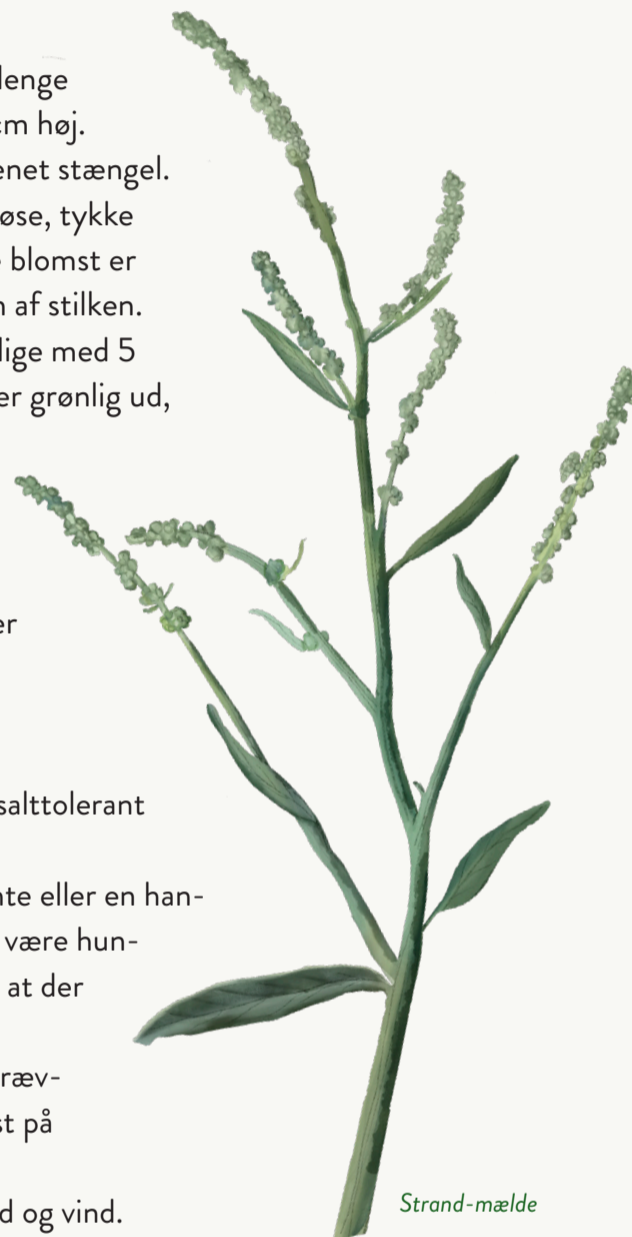 lenge
cm høj.
enet stængel.
øse, tykke
blomst er
af stilken.
lige med 5
er grønlig ud,
er
salttolerant
nte eller en han-
være hun-
at der
ræv-
st på
d og vind.
Strand-mælde